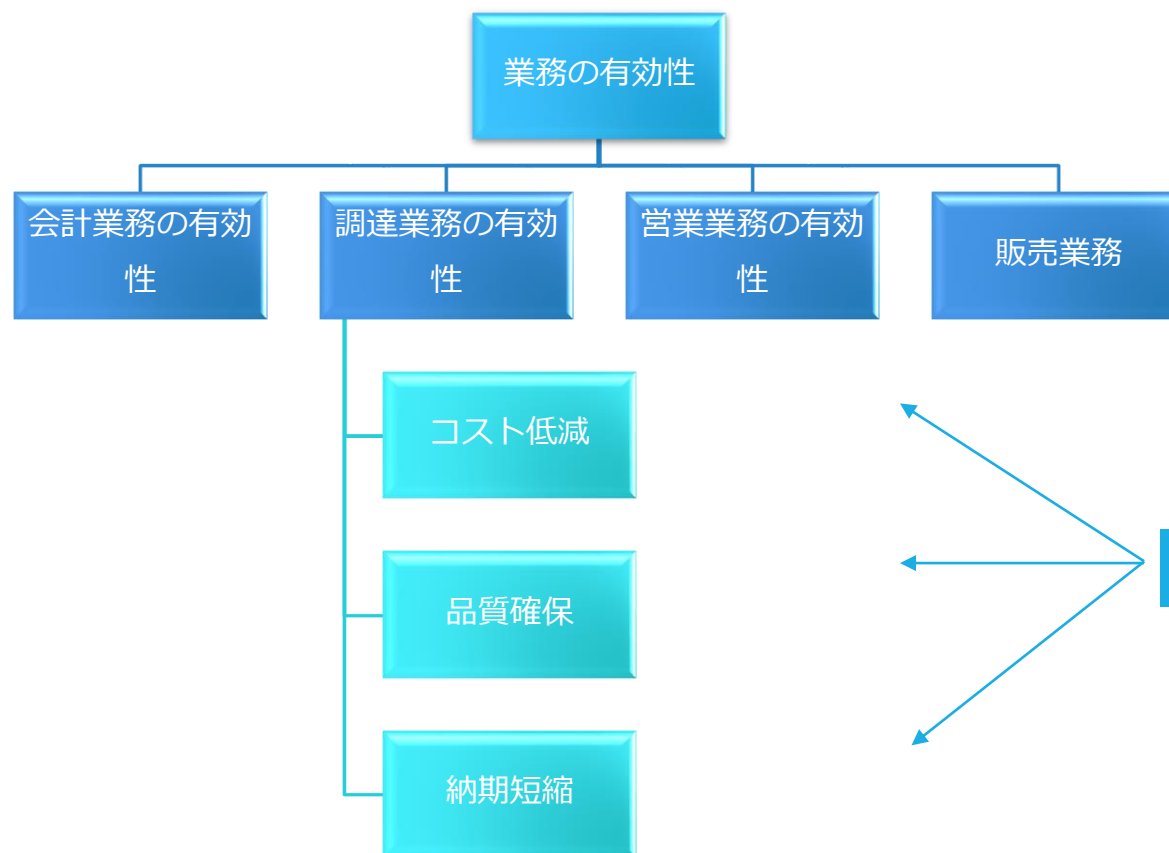 業務の有効性
会計業務の有効
性
調達業務の有効
性
営業業務の有効
性
販売業務
コスト低減
品質確保
納期短縮